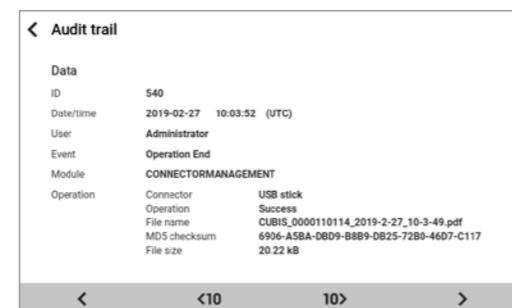 Audit trail
Data
ID 540
Date/time 2019-02-27 10:03:52 (UTC)
User Administrator
Event Operation End
Module CONNECTORMANAGEMENT
Operation Connector USB stick
Operation Success
File name CUBIS_0000110114_2019-2-27_10-3-49.pdf
MD5 checksum 6906-A5BA-DBD9-B8B9-DB25-72B0-46D7-C117
File size 20.22 kB
< <10 10> >